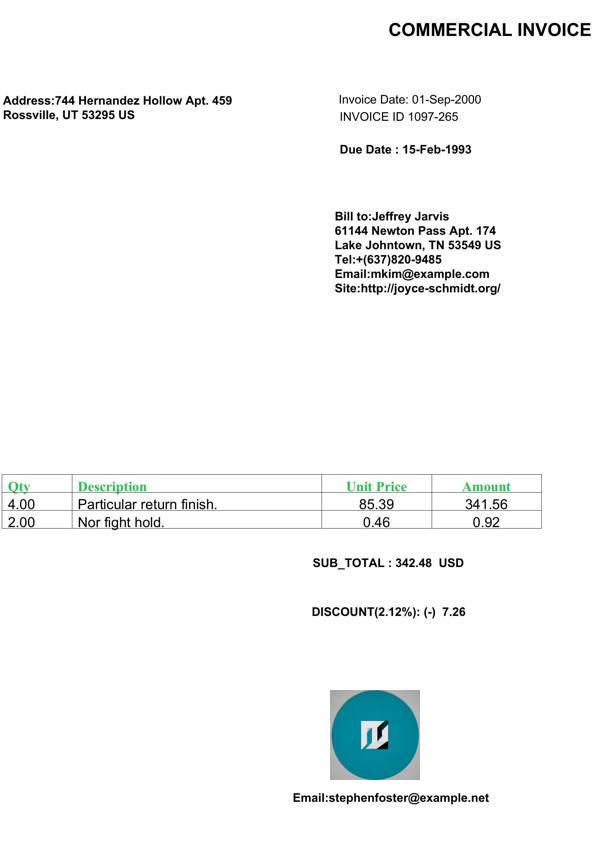 COMMERCIAL INVOICE
Address:744 Hernandez Hollow Apt. 459
Rossville, UT 53295 US
Invoice Date: 01-Sep-2000
INVOICE ID 1097-265
Due Date : 15-Feb-1993
Bill to:Jeffrey Jarvis
61144 Newton Pass Apt. 174
Lake Johntown, TN 53549 US
Tel:+(637)820-9485
Email:mkim@example.com
Site:http://joyce-schmidt.org/
Qty Description Unit Price Amount
4.00 Particular return finish. 85.39 341.56
2.00 Nor fight hold. 0.46 0.92
SUB_TOTAL : 342.48 USD
DISCOUNT(2.12%): (-) 7.26
Email:stephenfoster@example.net